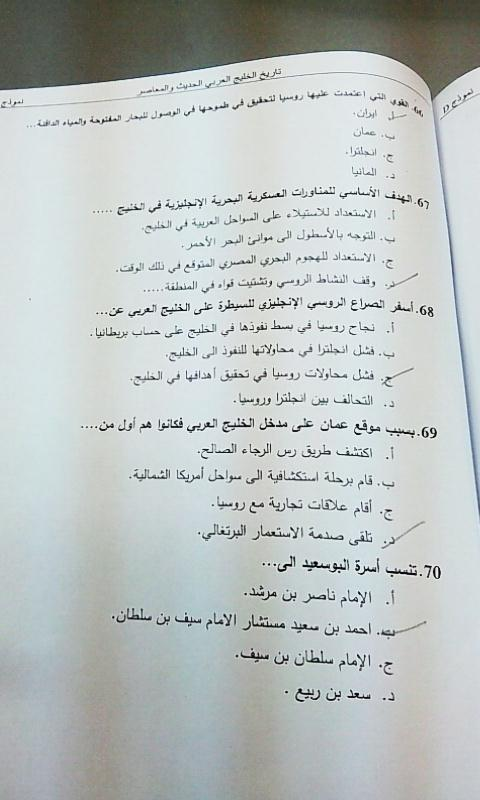 تاريخ الخليج العربي الحديث والمعاصر
نموذج
نموذج D
66. القوي التي اعتمدت عليها روسيا لتحقيق في طموحها في الوصول للبحار المفتوحة والمياه الدافئة...
ايران.
ب. عمان
ج. انجلترا.
د. المانيا
67. الهدف الأساسي للمناورات العسكرية البحرية الإنجليزية في الخليج .....
أ. الاستعداد للاستيلاء على السواحل العربية في الخليج.
ب. التوجه بالأسطول الى موانئ البحر الأحمر.
ج. الاستعداد للهجوم البحري المصري المتوقع في ذلك الوقت.
د. وقف النشاط الروسي وتشتيت قواه في المنطقة.....
68. أسفر الصراع الروسي الإنجليزي للسيطرة على الخليج العربي عن...
أ. نجاح روسيا في بسط نفوذها في الخليج على حساب بريطانيا.
ب. فشل انجلترا في محاولاتها للنفوذ الى الخليج.
ج. فشل محاولات روسيا في تحقيق أهدافها في الخليج.
د. التحالف بين انجلترا وروسيا.
69. بسبب موقع عمان على مدخل الخليج العربي فكانوا هم أول من....
أ. اكتشف طريق رس الرجاء الصالح.
ب. قام برحلة استكشافية الى سواحل أمريكا الشمالية.
ج. أقام علاقات تجارية مع روسيا.
د. تلقى صدمة الاستعمار البرتغالي.
70. تنسب أسرة البوسعيد الى...
أ. الإمام ناصر بن مرشد.
ب. احمد بن سعيد مستشار الامام سيف بن سلطان.
ج. الإمام سلطان بن سيف.
د. سعد بن ربيع .